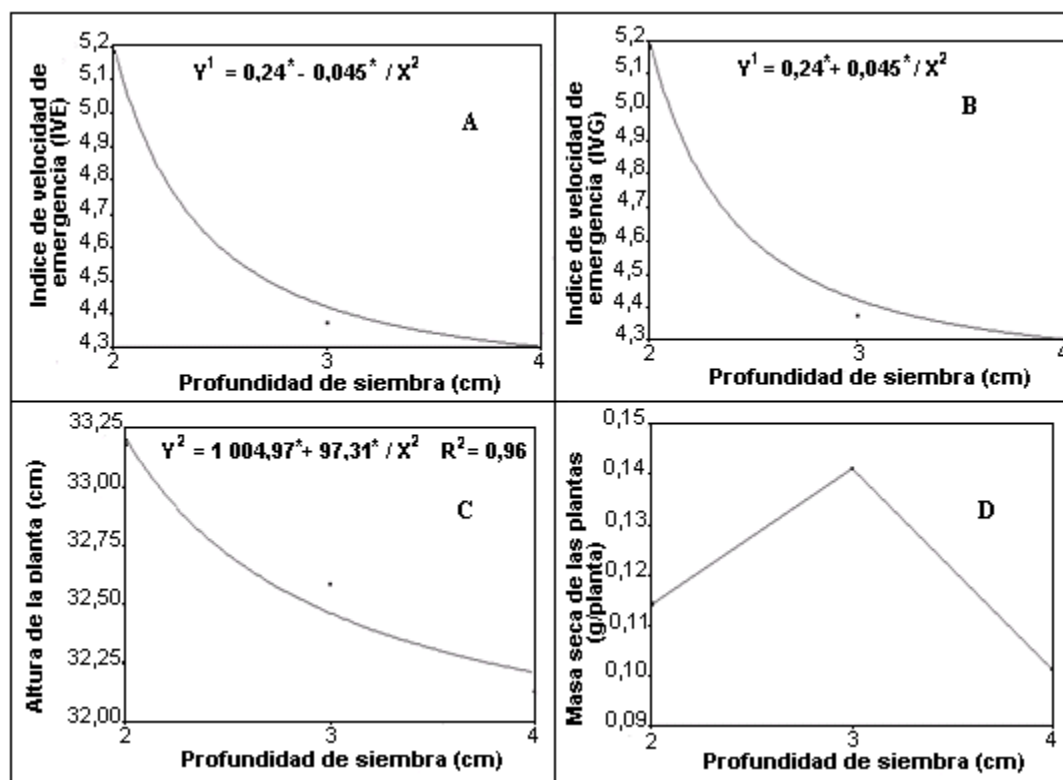 Y¹ = 0,24* - 0,045* / X²
A
Indice de velocidad de
emergencia (IVE)
5,2
5,1
5,0
4,9
4,8
4,7
4,6
4,5
4,4
4,3
2
3
4
Profundidad de siembra (cm)
Y¹ = 0,24* + 0,045* / X²
B
Indice de velocidad de
emergencia (IVG)
5,2
5,1
5,0
4,9
4,8
4,7
4,6
4,5
4,4
4,3
2
3
4
Profundidad de siembra (cm)
Y² = 1 004,97* + 97,31* / X² R² = 0,96
C
Altura de la planta (cm)
33,25
33,00
32,75
32,50
32,25
32,00
2
3
4
Profundidad de siembra (cm)
D
Masa seca de las plantas
(g/planta)
0,15
0,14
0,13
0,12
0,11
0,10
0,09
2
3
4
Profundidad de siembra (cm)